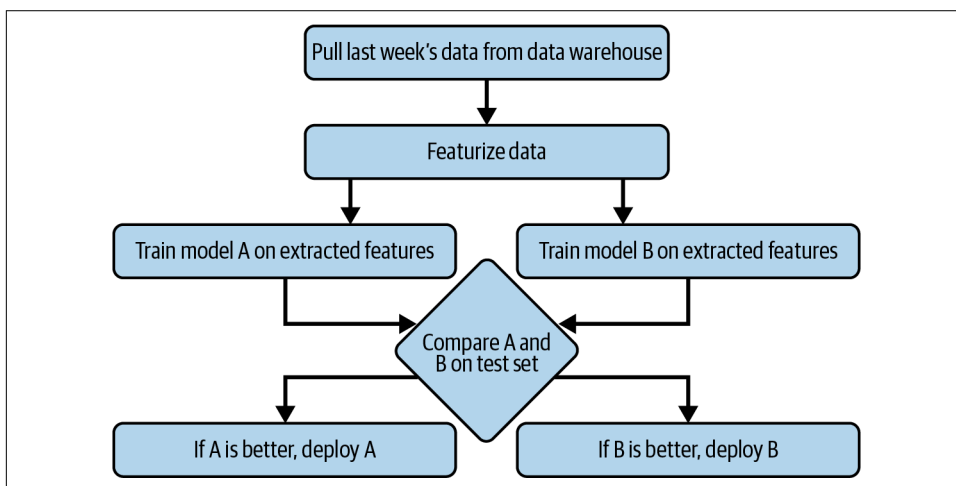 Pull last week's data from data warehouse
Featurize data
Train model A on extracted features
Train model B on extracted features
Compare A and
B on test set
If A is better, deploy A
If B is better, deploy B